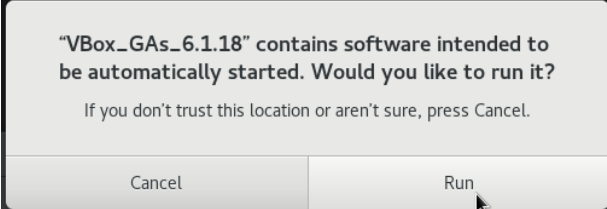 “VBox_GAs_6.1.18” contains software intended to
be automatically started. Would you like to run it?
If you don’t trust this location or aren’t sure, press Cancel.
Cancel
Run